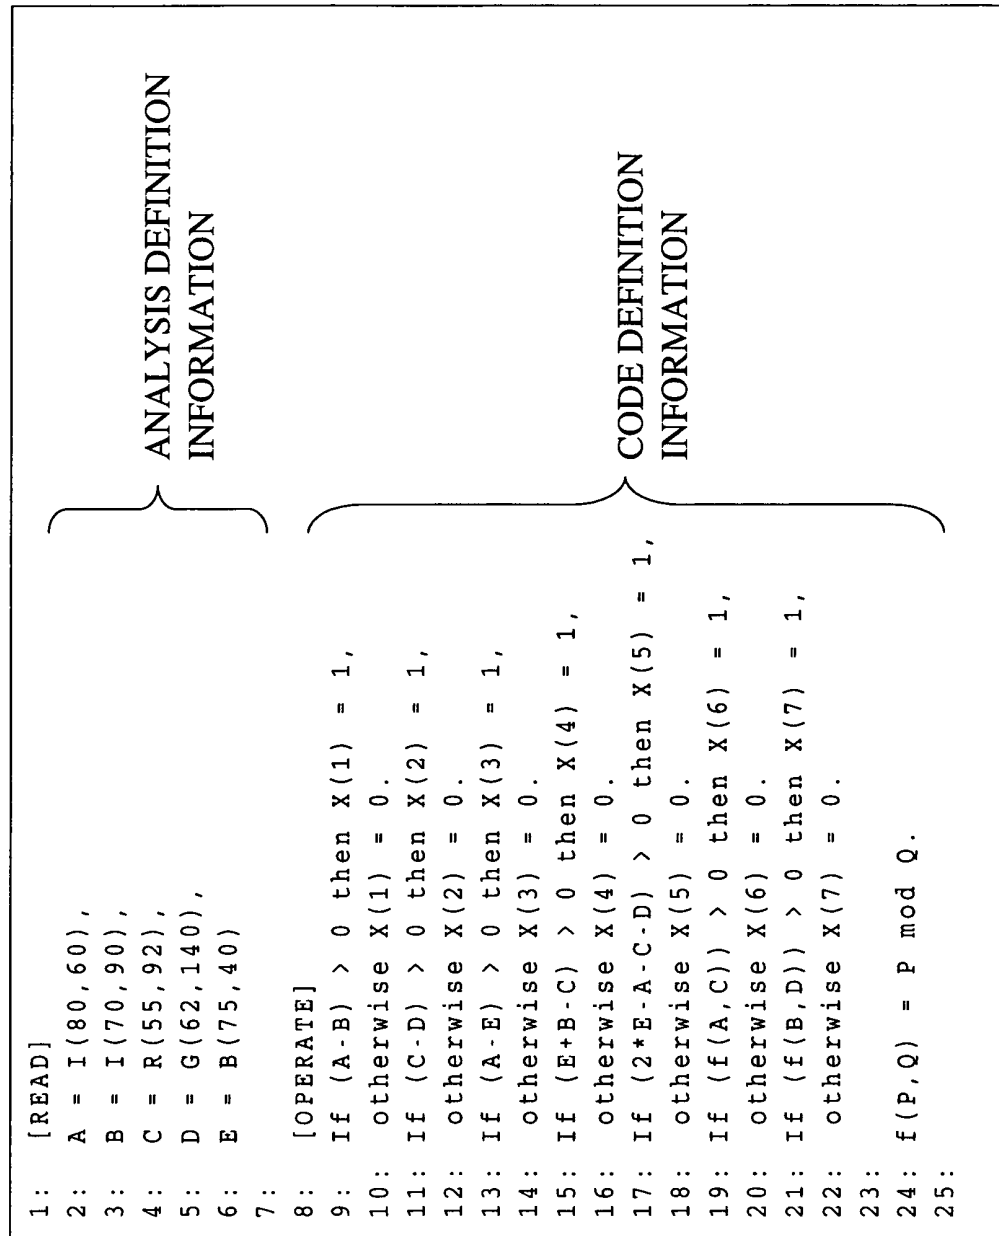 1: [READ]
2: A = I(80,60),
3: B = I(70,90),
4: C = R(55,92),
5: D = G(62,140),
6: E = B(75,40)
7:
ANALYSIS DEFINITION
INFORMATION
8: [OPERATE]
9: If (A-B) > 0 then X(1) = 1,
10: otherwise X(1) = 0.
11: If (C-D) > 0 then X(2) = 1,
12: otherwise X(2) = 0.
13: If (A-E) > 0 then X(3) = 1,
14: otherwise X(3) = 0.
15: If (E+B-C) > 0 then X(4) = 1,
16: otherwise X(4) = 0.
17: If (2*E-A-C-D) > 0 then X(5) = 1,
18: otherwise X(5) = 0.
19: If (f(A,C)) > 0 then X(6) = 1,
20: otherwise X(6) = 0.
21: If (f(B,D)) > 0 then X(7) = 1,
22: otherwise X(7) = 0.
23:
24: f(P,Q) = P mod Q.
25:
CODE DEFINITION
INFORMATION